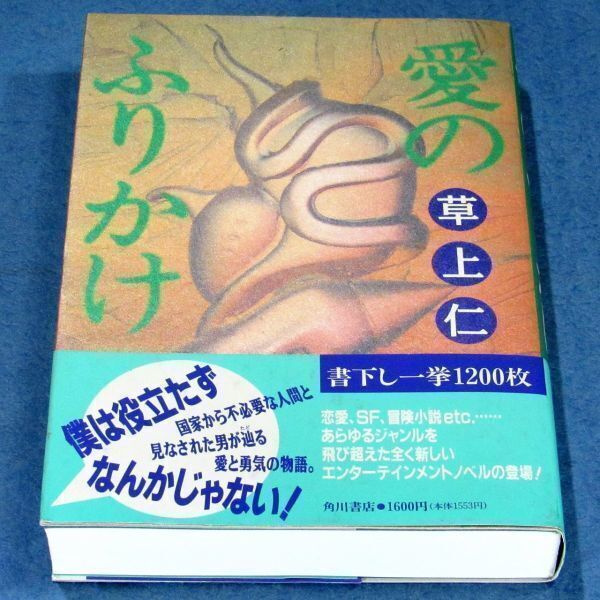 愛の
ふりかけ
草上仁
書下し一挙1200枚
僕は役立たず
なんかじゃない!
国家から不必要な人間と
見なされた男が辿る
たど
愛と勇気の物語。
恋愛、SF、冒険小説etc.……
あらゆるジャンルを
飛び超えた全く新しい
エンターテインメントノベルの登場!
角川書店●1600円(本体1553円)